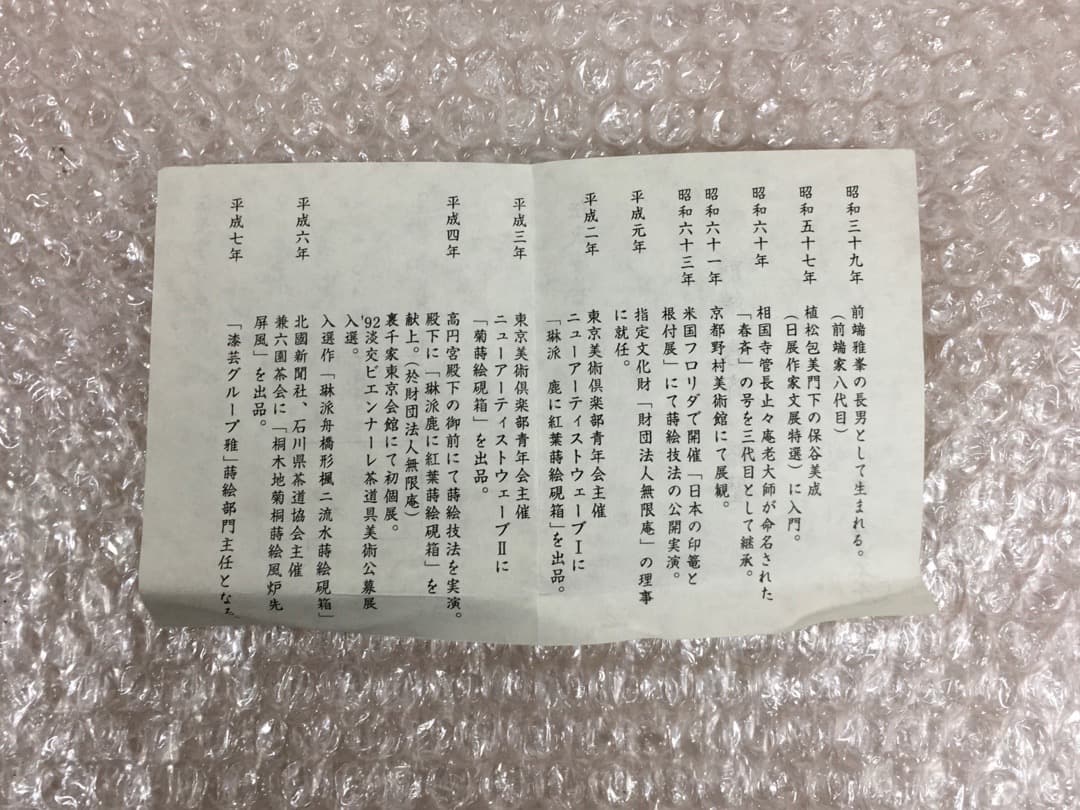 昭和三十九年　前端雅峯の長男として生まれる。
（前端家八代目）
昭和五十七年　植松包美門下の保谷美成
（日展作家文展特選）に入門。
昭和六十年　相国寺管長止々庵老大師が命名された
「春斉」の号を三代目として継承。
昭和六十一年　京都野村美術館にて展観。
昭和六十三年　米国フロリダで開催「日本の印篭と
根付展」にて蒔絵技法の公開実演。
平成元年　指定文化財「財団法人無限庵」の理事
に就任。
平成二年　東京美術倶楽部青年会主催
ニューアーティストウェーブⅠに
「琳派　鹿に紅葉蒔絵硯箱」を出品。
平成三年　東京美術倶楽部青年会主催
ニューアーティストウェーブⅡに
「菊蒔絵硯箱」を出品。
平成四年　高円宮殿下の御前にて蒔絵技法を実演。
殿下に「琳派鹿に紅葉蒔絵硯箱」を
献上。（於財団法人無限庵）
裏千家東京会館にて初個展。
'92淡交ビエンナーレ茶道具美術公募展
入選。
入選作「琳派舟橋形楓ニ流水蒔絵硯箱」
平成六年　北國新聞社、石川県茶道協会主催
兼六園茶会に「桐木地菊桐蒔絵風炉先
屏風」を出品。
平成七年　「漆芸グループ雅」蒔絵部門主任となる。